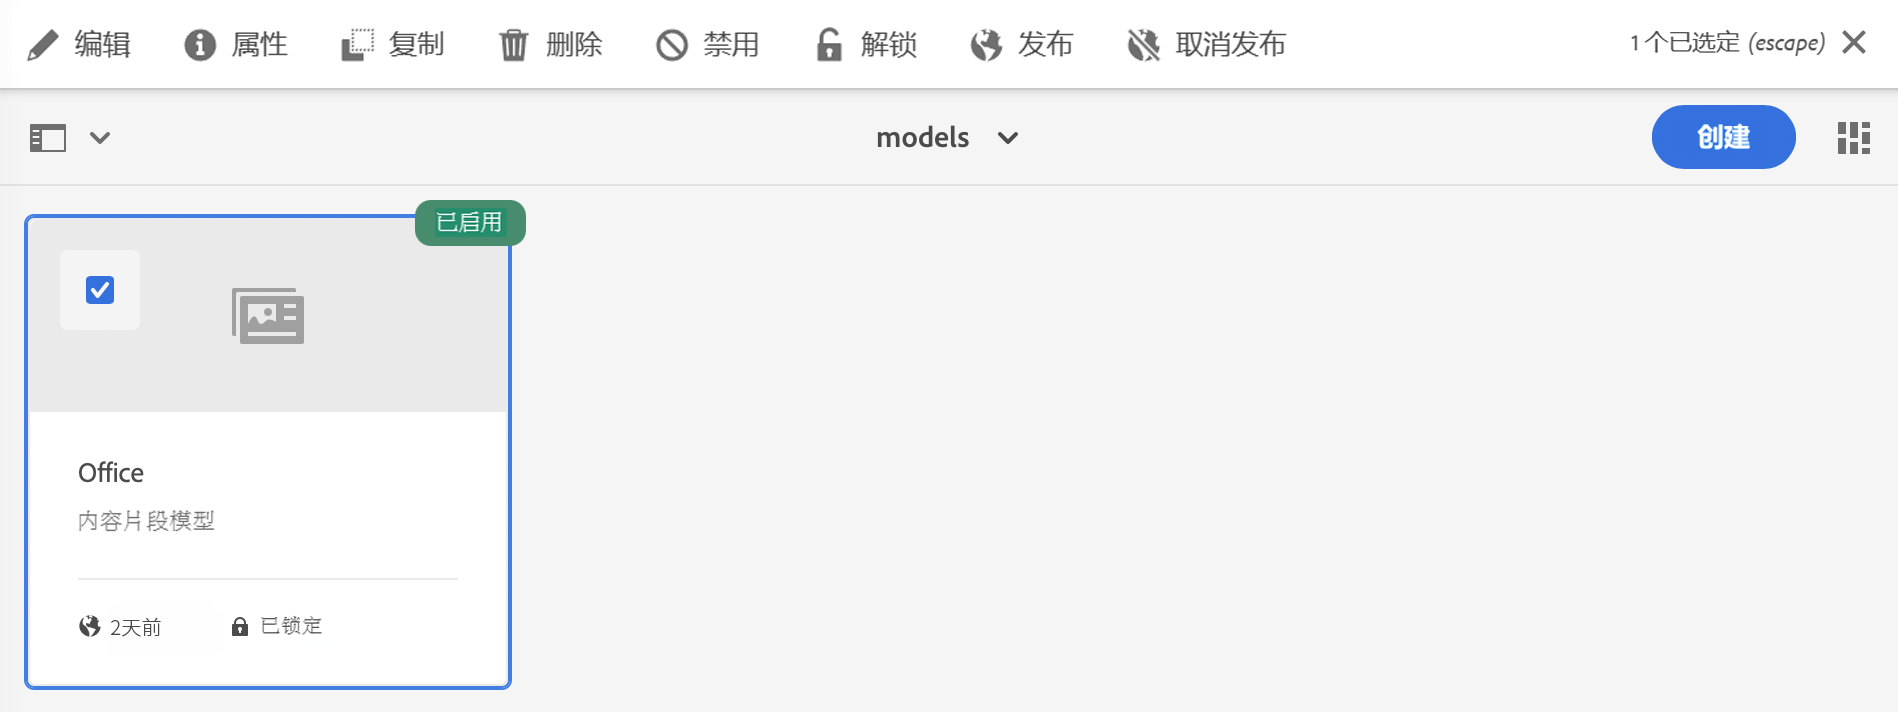 编辑 属性 复制 删除 禁用 解锁 发布 取消发布 1个已选定 (escape)
models 创建
已启用
Office
内容片段模型
2天前 已锁定